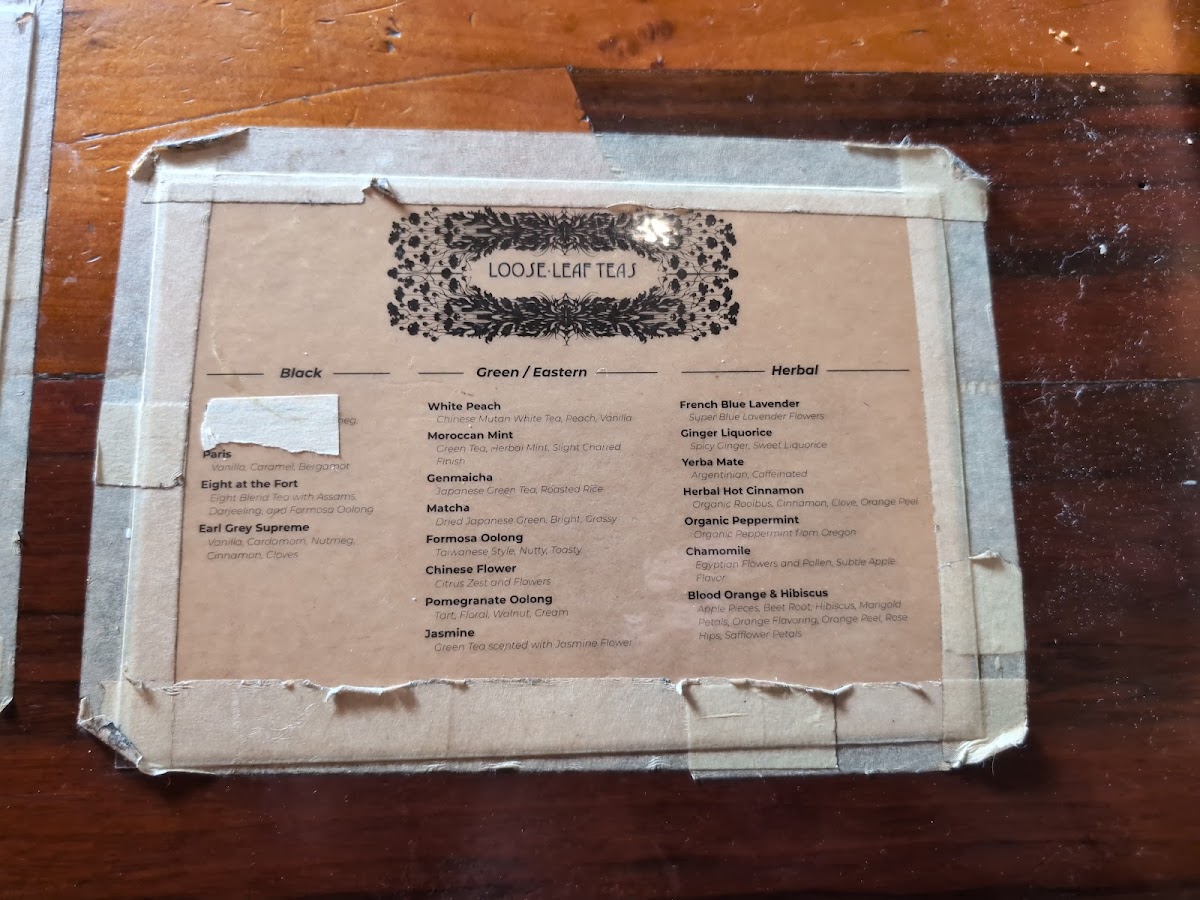 LOOSE·LEAF TEAS
Black
Paris
Vanilla, Caramel, Bergamot
Eight at the Fort
Eight Blend Tea with Assams,
Darjeeling, and Formosa Oolong
Earl Grey Supreme
Vanilla, Cardamom, Nutmeg,
Cinnamon, Cloves
Green / Eastern
White Peach
Chinese Mutan White Tea, Peach, Vanilla
Moroccan Mint
Green Tea, Herbal Mint, Slight Charred
Finish
Genmaicha
Japanese Green Tea, Roasted Rice
Matcha
Dried Japanese Green, Bright, Grassy
Formosa Oolong
Taiwanese Style, Nutty, Toasty
Chinese Flower
Citrus Zest and Flowers
Pomegranate Oolong
Tart, Floral, Walnut, Cream
Jasmine
Green Tea scented with Jasmine Flower
Herbal
French Blue Lavender
Super Blue Lavender Flowers
Ginger Liquorice
Spicy Ginger, Sweet Liquorice
Yerba Mate
Argentinian, Caffeinated
Herbal Hot Cinnamon
Organic Rooibus, Cinnamon, Clove, Orange Peel
Organic Peppermint
Organic Peppermint from Oregon
Chamomile
Egyptian Flowers and Pollen, Subtle Apple
Flavor
Blood Orange & Hibiscus
Apple Pieces, Beet Root, Hibiscus, Marigold
Petals, Orange Flavoring, Orange Peel, Rose
Hips, Safflower Petals